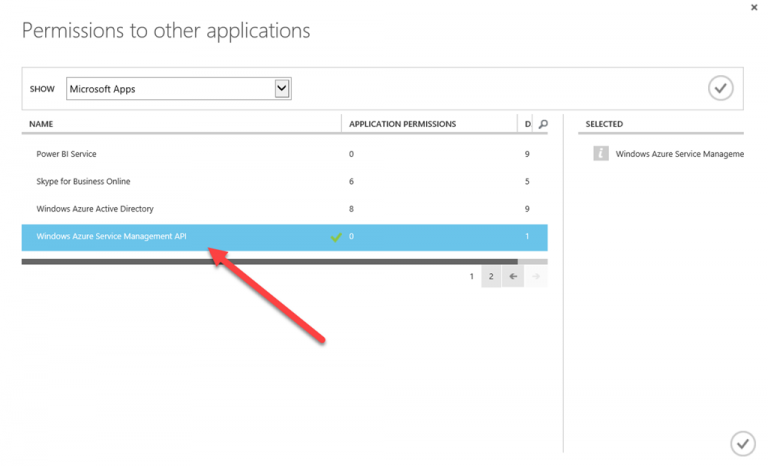 Permissions to other applications
SHOW Microsoft Apps
NAME APPLICATION PERMISSIONS D SELECTED
Power BI Service 0 9 Windows Azure Service Manageme
Skype for Business Online 6 5
Windows Azure Active Directory 8 9
Windows Azure Service Management API 0 1
1 2